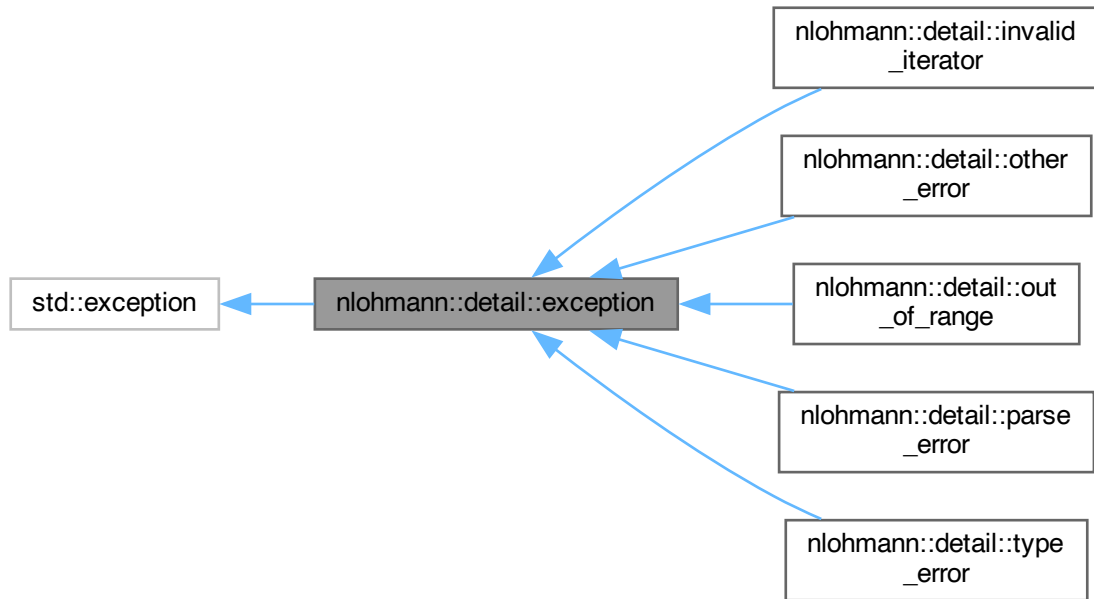 nlohmann::detail::invalid
_iterator
nlohmann::detail::other
_error
std::exception
nlohmann::detail::exception
nlohmann::detail::out
_of_range
nlohmann::detail::parse
_error
nlohmann::detail::type
_error